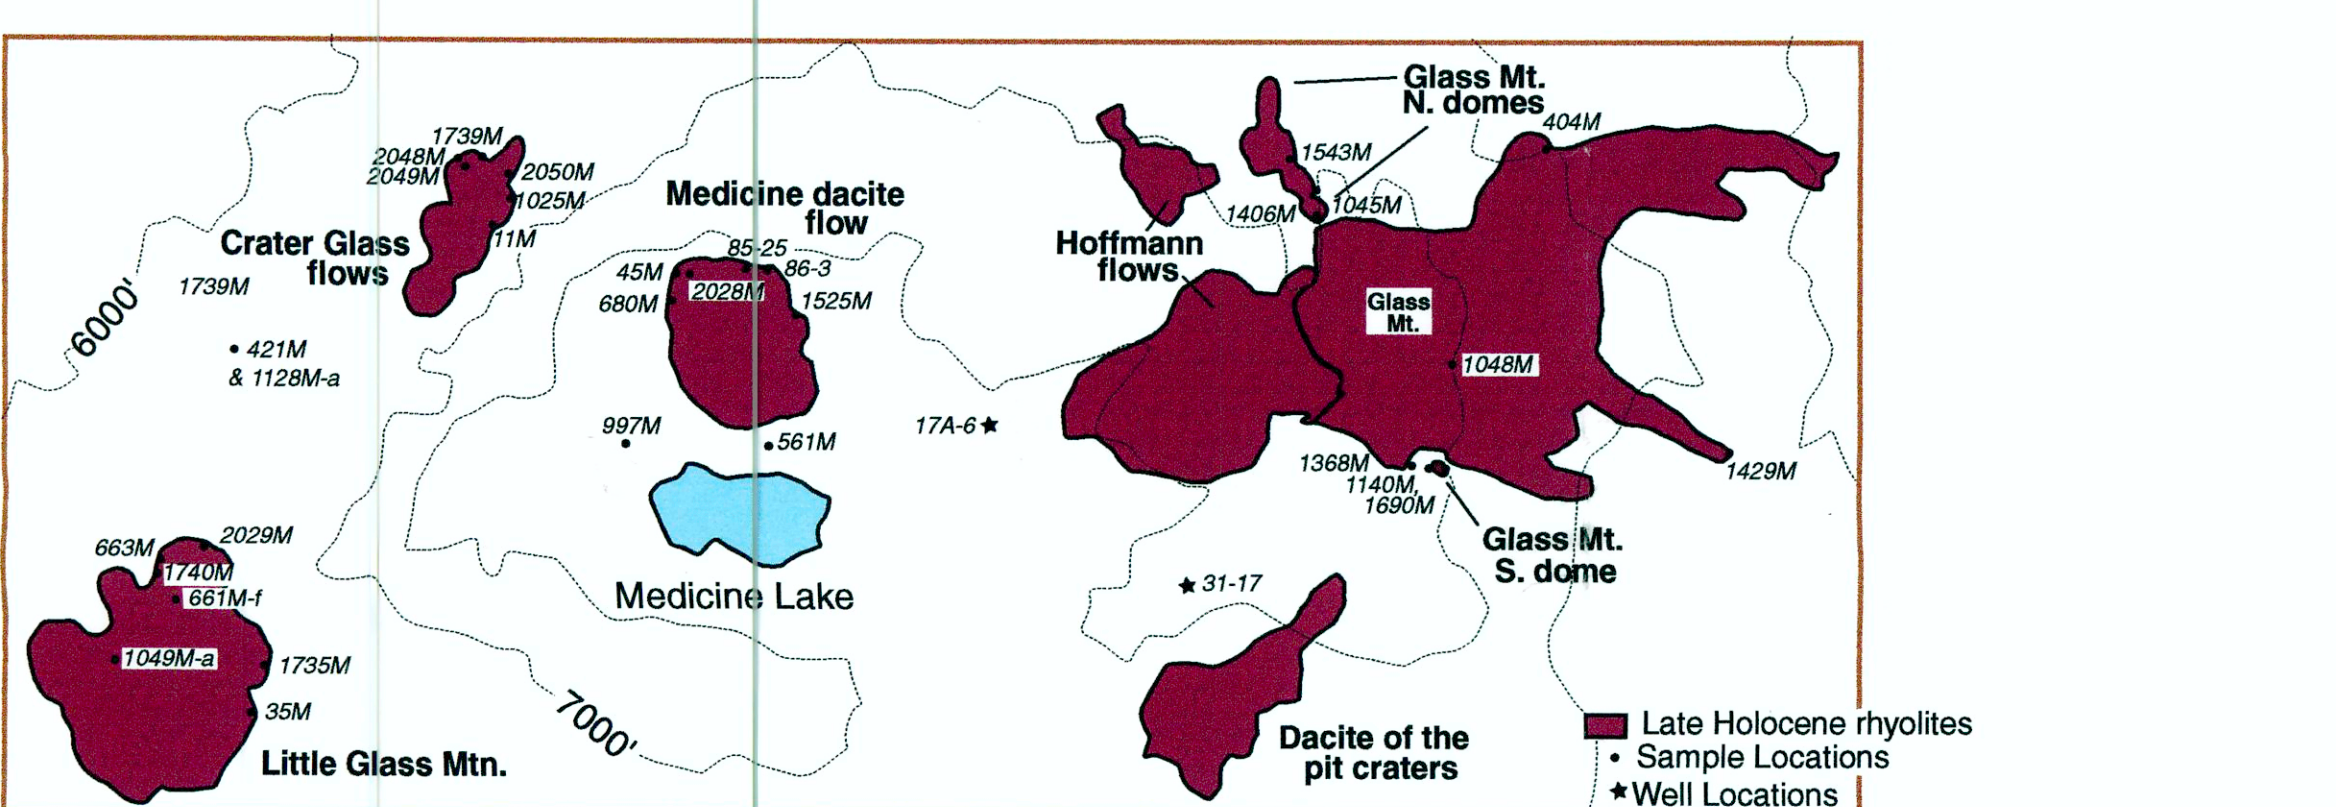 Glass Mt.
N. domes
404M
1739M
2048M
2049M
2050M
1025M
11M
1543M
1406M
1045M
Medicine dacite
flow
Crater Glass
flows
1739M
6000'
85-25
45M
86-3
2028M
680M
1525M
Hoffmann
flows
Glass
Mt.
421M
& 1128M-a
1048M
997M
561M
17A-6
1368M
1140M,
1690M
1429M
Glass Mt.
S. dome
663M
2029M
1740M
661M-f
1049M-a
1735M
35M
Medicine Lake
31-17
7000'
Little Glass Mtn.
Dacite of the
pit craters
Late Holocene rhyolites
Sample Locations
Well Locations